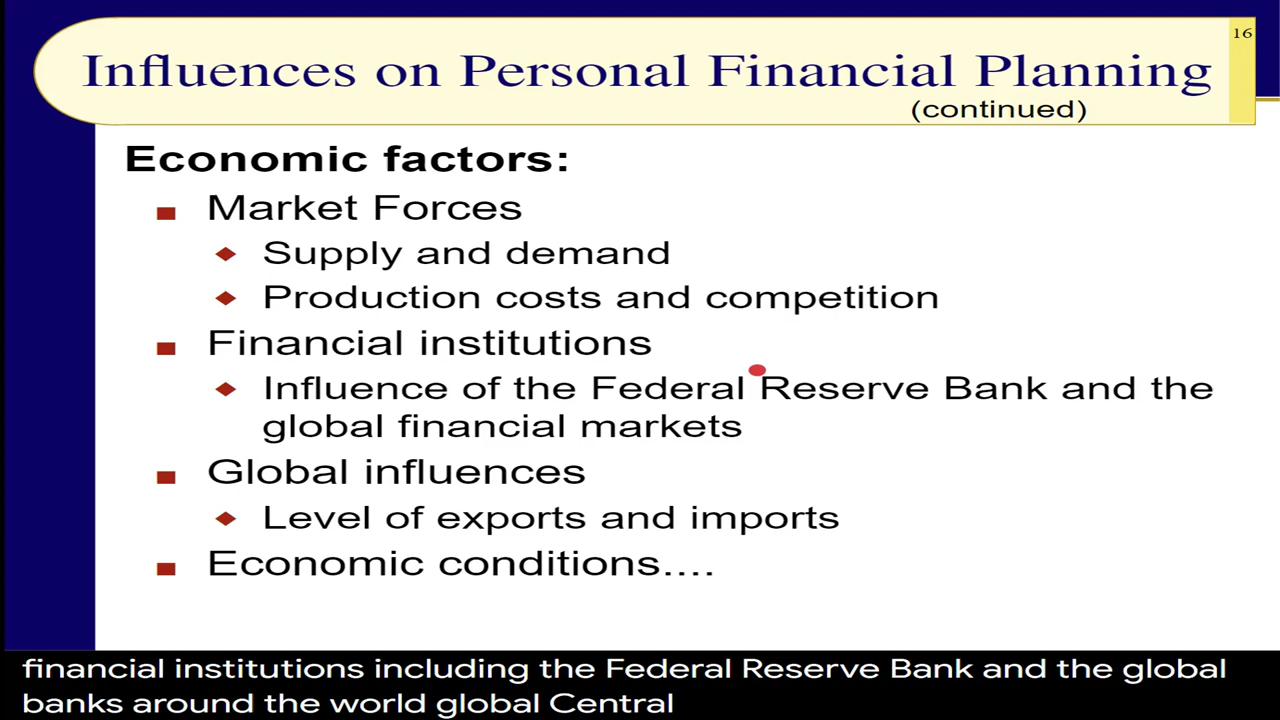 16
Influences on Personal Financial Planning
(continued)
Economic factors:
Market Forces
Supply and demand
Production costs and competition
Financial institutions
Influence of the Federal Reserve Bank and the
global financial markets
Global influences
Level of exports and imports
Economic conditions....
financial institutions including the Federal Reserve Bank and the global
banks around the world global Central